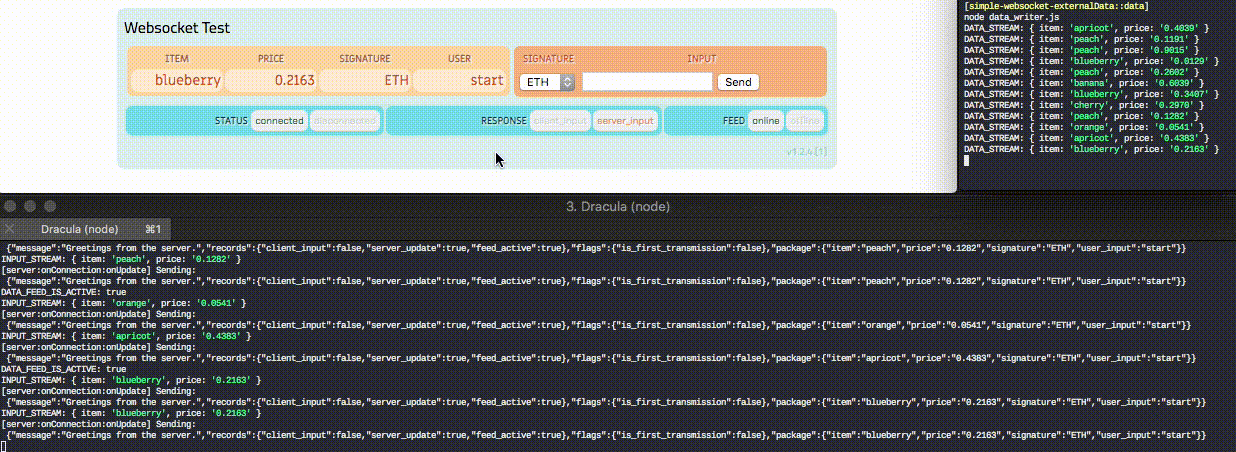 Websocket Test
ITEM PRICE SIGNATURE USER SIGNATURE INPUT
blueberry 0.2163 ETH start ETH Send
STATUS connected disconnected RESPONSE client_input server_input FEED online offline
v1.2.4 [1]
[simple-websocket-externalData::data]
node data_writer.js
DATA_STREAM: { item: 'apricot', price: '0.4039' }
DATA_STREAM: { item: 'peach', price: '0.1191' }
DATA_STREAM: { item: 'peach', price: '0.9015' }
DATA_STREAM: { item: 'blueberry', price: '0.0129' }
DATA_STREAM: { item: 'peach', price: '0.2602' }
DATA_STREAM: { item: 'banana', price: '0.6039' }
DATA_STREAM: { item: 'blueberry', price: '0.3407' }
DATA_STREAM: { item: 'cherry', price: '0.2970' }
DATA_STREAM: { item: 'peach', price: '0.1282' }
DATA_STREAM: { item: 'orange', price: '0.0541' }
DATA_STREAM: { item: 'apricot', price: '0.4383' }
DATA_STREAM: { item: 'blueberry', price: '0.2163' }
3. Dracula (node)
Dracula (node) ⌘1
{"message":"Greetings from the server.","records":{"client_input":false,"server_update":true,"feed_active":true},"flags":{"is_first_transmission":false},"package":{"item":"peach","price":"0.1282","signature":"ETH","user_input":"start"}}
INPUT_STREAM: { item: 'peach', price: '0.1282' }
[server:onConnection:onUpdate] Sending:
{"message":"Greetings from the server.","records":{"client_input":false,"server_update":true,"feed_active":true},"flags":{"is_first_transmission":false},"package":{"item":"peach","price":"0.1282","signature":"ETH","user_input":"start"}}
DATA_FEED_IS_ACTIVE: true
INPUT_STREAM: { item: 'orange', price: '0.0541' }
[server:onConnection:onUpdate] Sending:
{"message":"Greetings from the server.","records":{"client_input":false,"server_update":true,"feed_active":true},"flags":{"is_first_transmission":false},"package":{"item":"orange","price":"0.0541","signature":"ETH","user_input":"start"}}
INPUT_STREAM: { item: 'apricot', price: '0.4383' }
[server:onConnection:onUpdate] Sending:
{"message":"Greetings from the server.","records":{"client_input":false,"server_update":true,"feed_active":true},"flags":{"is_first_transmission":false},"package":{"item":"apricot","price":"0.4383","signature":"ETH","user_input":"start"}}
DATA_FEED_IS_ACTIVE: true
INPUT_STREAM: { item: 'blueberry', price: '0.2163' }
[server:onConnection:onUpdate] Sending:
{"message":"Greetings from the server.","records":{"client_input":false,"server_update":true,"feed_active":true},"flags":{"is_first_transmission":false},"package":{"item":"blueberry","price":"0.2163","signature":"ETH","user_input":"start"}}
INPUT_STREAM: { item: 'blueberry', price: '0.2163' }
[server:onConnection:onUpdate] Sending:
{"message":"Greetings from the server.","records":{"client_input":false,"server_update":true,"feed_active":true},"flags":{"is_first_transmission":false},"package":{"item":"blueberry","price":"0.2163","signature":"ETH","user_input":"start"}}